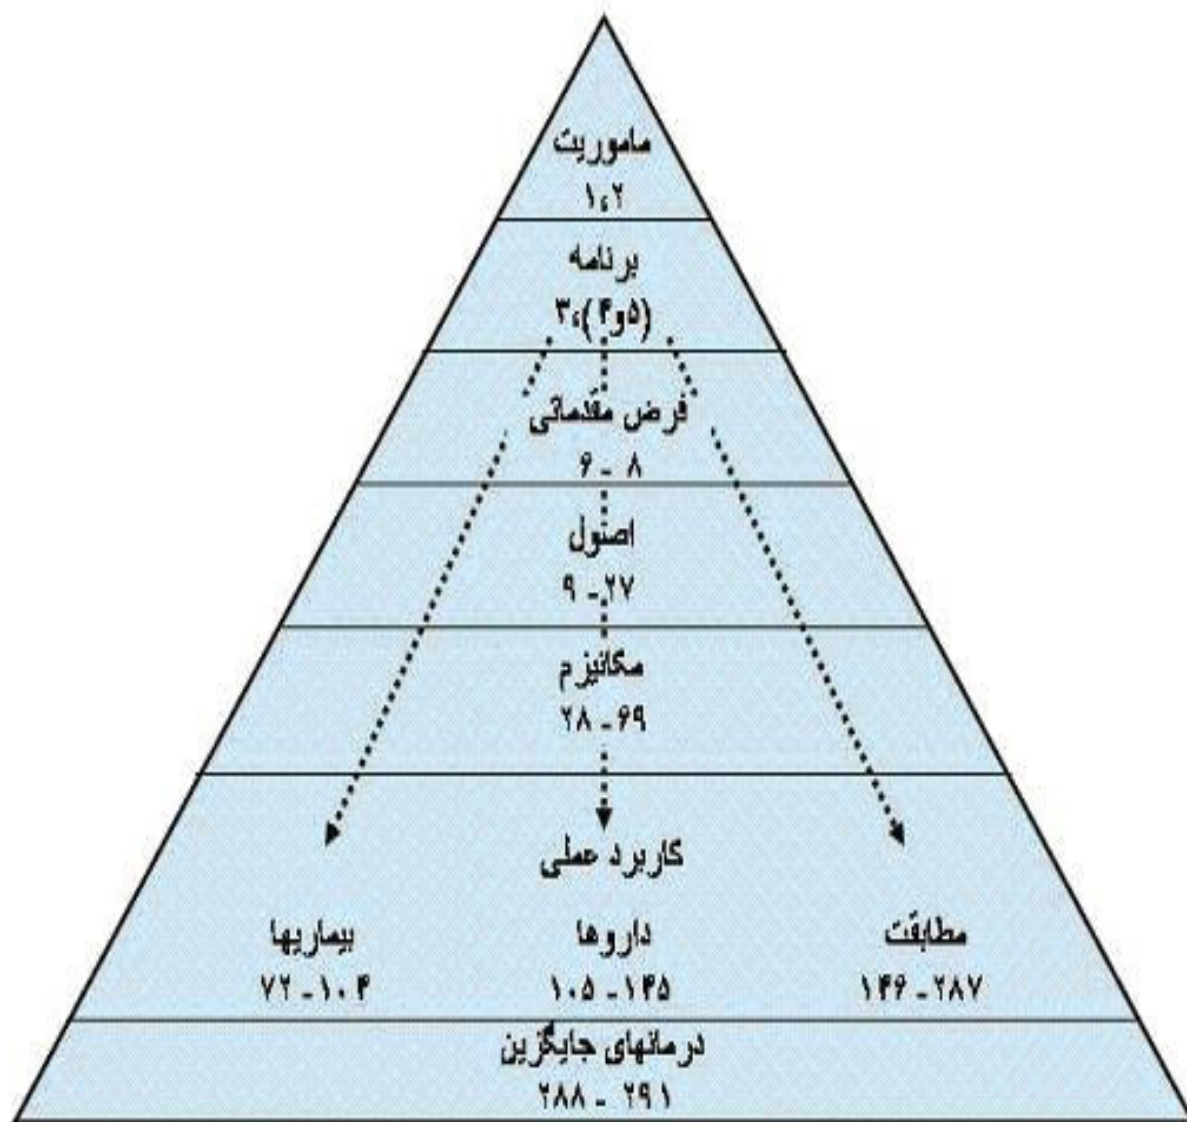 ماموریت
۱،۲
برنامه
۳،( ۴و۵)
فرض مقدماتی
۶ - ۸
اصول
۹ - ۲۷
مکانیزم
۲۸ - ۶۹
کاربرد عملی
مطابقت
۱۴۶ - ۲۸۷
داروها
۱۰۵ - ۱۴۵
بیماریها
۷۲ - ۱۰۴
درمانهای جایگزین
۲۸۸ - ۲۹۱